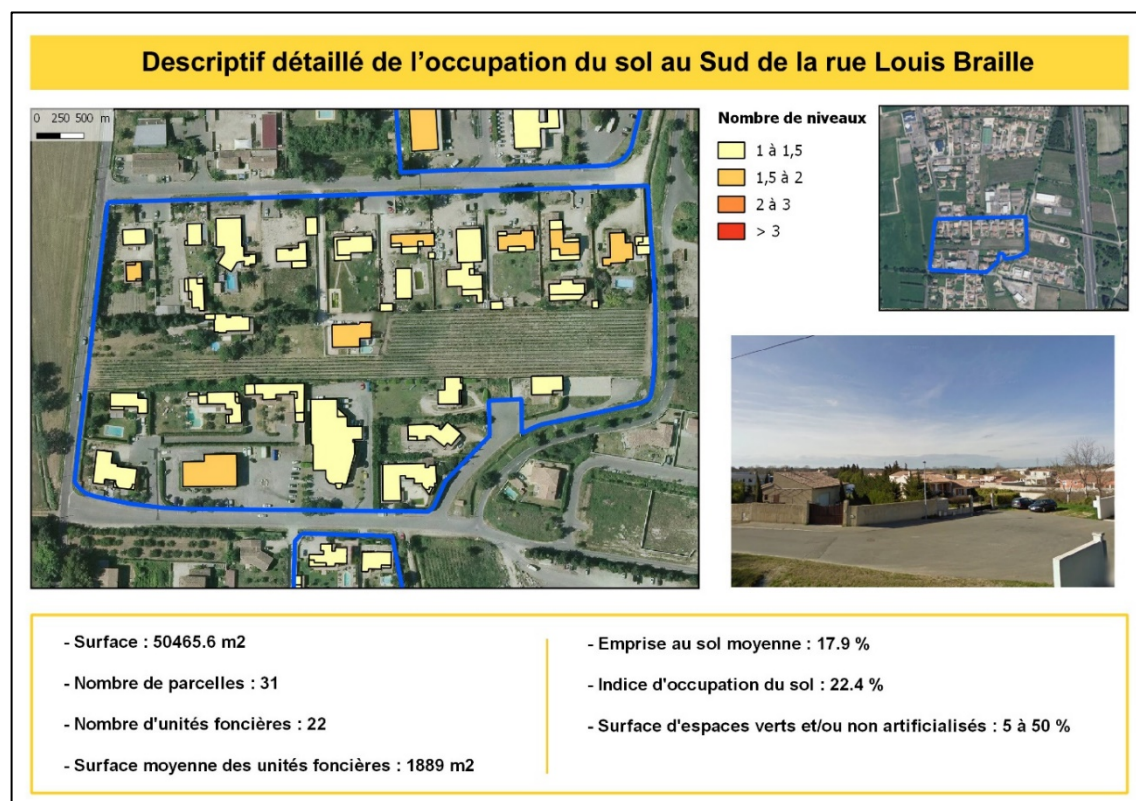 Descriptif détaillé de l'occupation du sol au Sud de la rue Louis Braille
0 250 500 m
Nombre de niveaux
1 à 1,5
1,5 à 2
2 à 3
> 3
- Surface : 50465.6 m2
- Nombre de parcelles : 31
- Nombre d'unités foncières : 22
- Surface moyenne des unités foncières : 1889 m2
- Emprise au sol moyenne : 17.9 %
- Indice d'occupation du sol : 22.4 %
- Surface d'espaces verts et/ou non artificialisés : 5 à 50 %